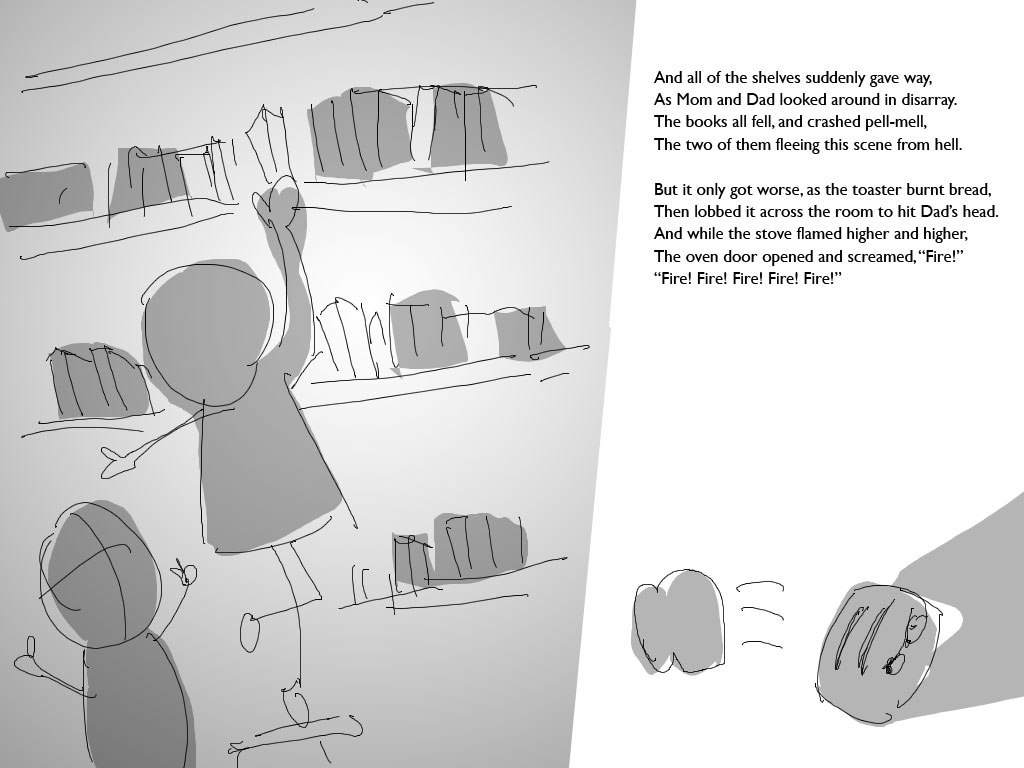 And all of the shelves suddenly gave way,
As Mom and Dad looked around in disarray.
The books all fell, and crashed pell-mell,
The two of them fleeing this scene from hell.
But it only got worse, as the toaster burnt bread,
Then lobbed it across the room to hit Dad’s head.
And while the stove flamed higher and higher,
The oven door opened and screamed, “Fire!”
“Fire! Fire! Fire! Fire! Fire!”